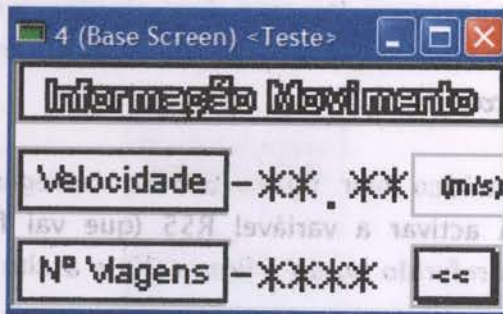 4 (Base Screen) <Teste>
Informação Movimento
Velocidade -**.** (m/s)
Nº Viagens -**** <<